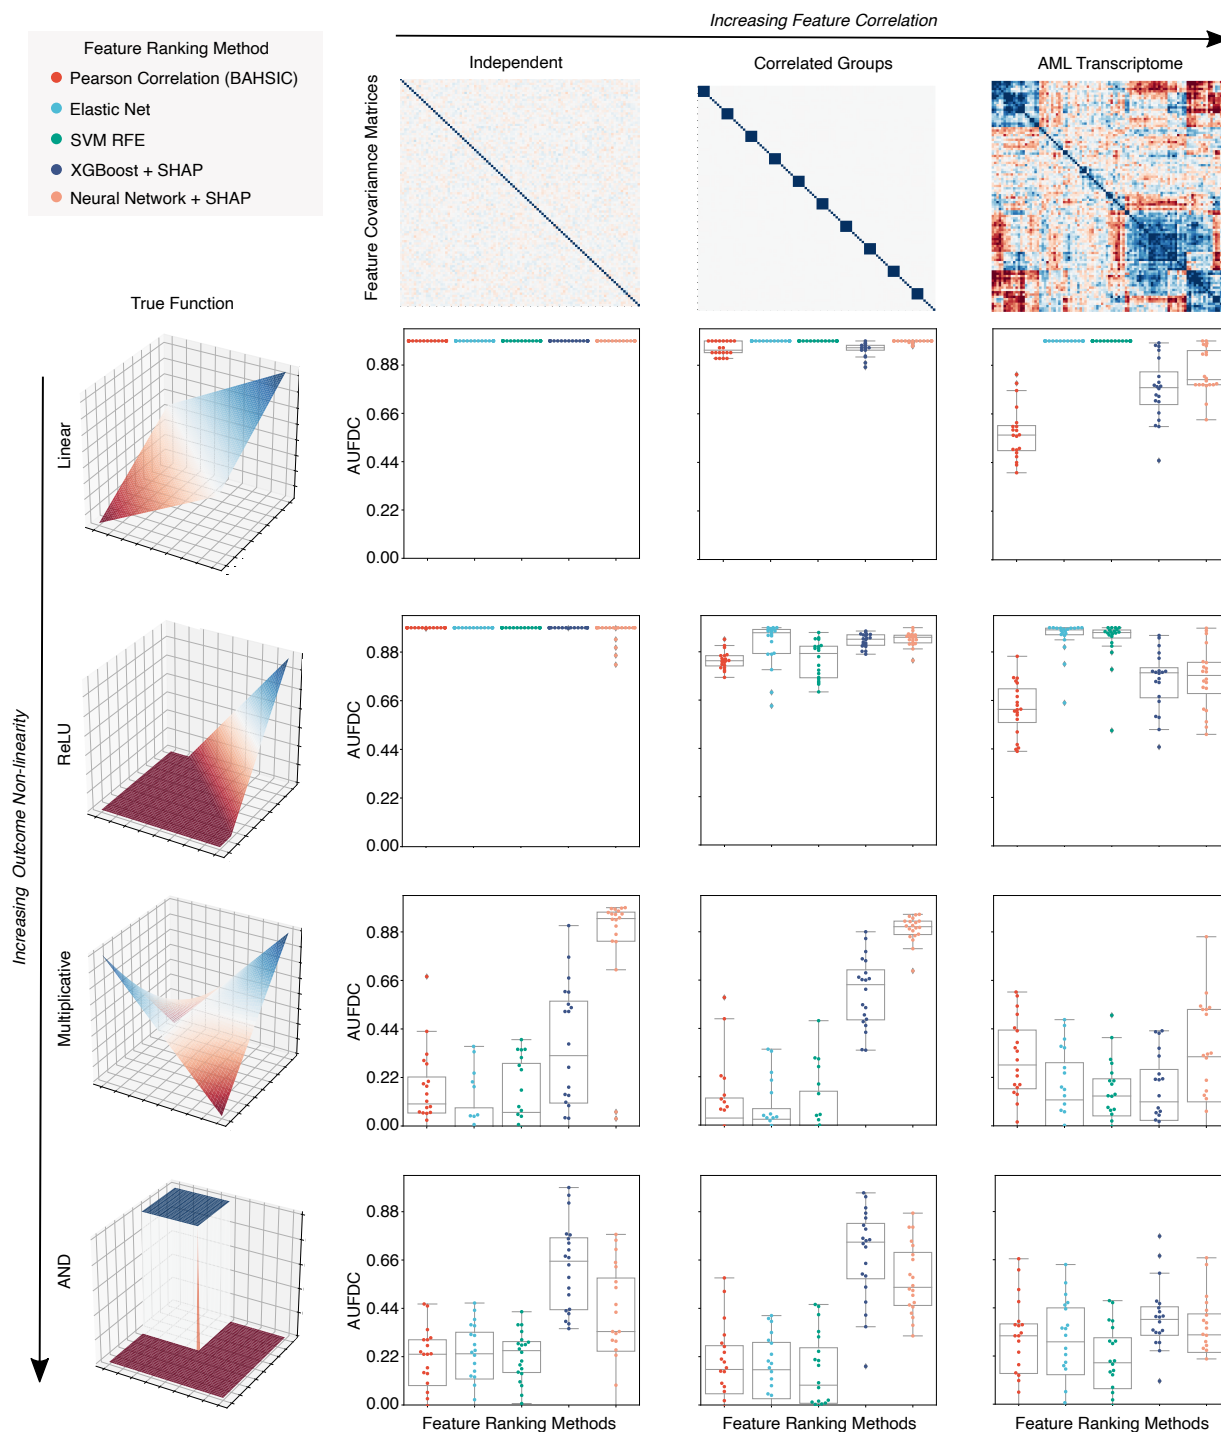 Increasing Feature Correlation
Feature Ranking Method
Pearson Correlation (BAHSIC)
Elastic Net
SVM RFE
XGBoost + SHAP
Neural Network + SHAP
Independent
Correlated Groups
AML Transcriptome
Feature Covariannce Matrices
True Function
Increasing Outcome Non-linearity
Linear
AUFDC
0.88
0.66
0.44
0.22
0.00
ReLU
AUFDC
0.88
0.66
0.44
0.22
0.00
Multiplicative
AUFDC
0.88
0.66
0.44
0.22
0.00
AND
AUFDC
0.88
0.66
0.44
0.22
0.00
Feature Ranking Methods
Feature Ranking Methods
Feature Ranking Methods